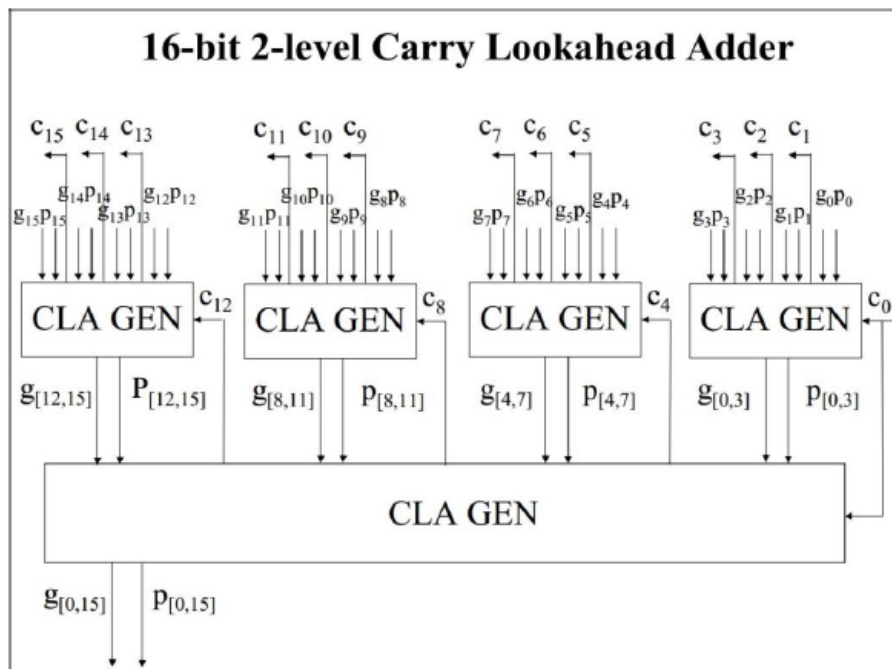 16-bit 2-level Carry Lookahead Adder
c₁₅ c₁₄ c₁₃ c₁₁ c₁₀ c₉ c₇ c₆ c₅ c₃ c₂ c₁
g₁₄p₁₄ g₁₂p₁₂ g₁₀p₁₀ g₈p₈ g₆p₆ g₄p₄ g₂p₂ g₀p₀
g₁₅p₁₅ g₁₃p₁₃ g₁₁p₁₁ g₉p₉ g₇p₇ g₅p₅ g₃p₃ g₁p₁
c₁₂ c₈ c₄ c₀
CLA GEN CLA GEN CLA GEN CLA GEN
g[12,15] P[12,15] g[8,11] p[8,11] g[4,7] p[4,7] g[0,3] p[0,3]
CLA GEN
g[0,15] p[0,15]